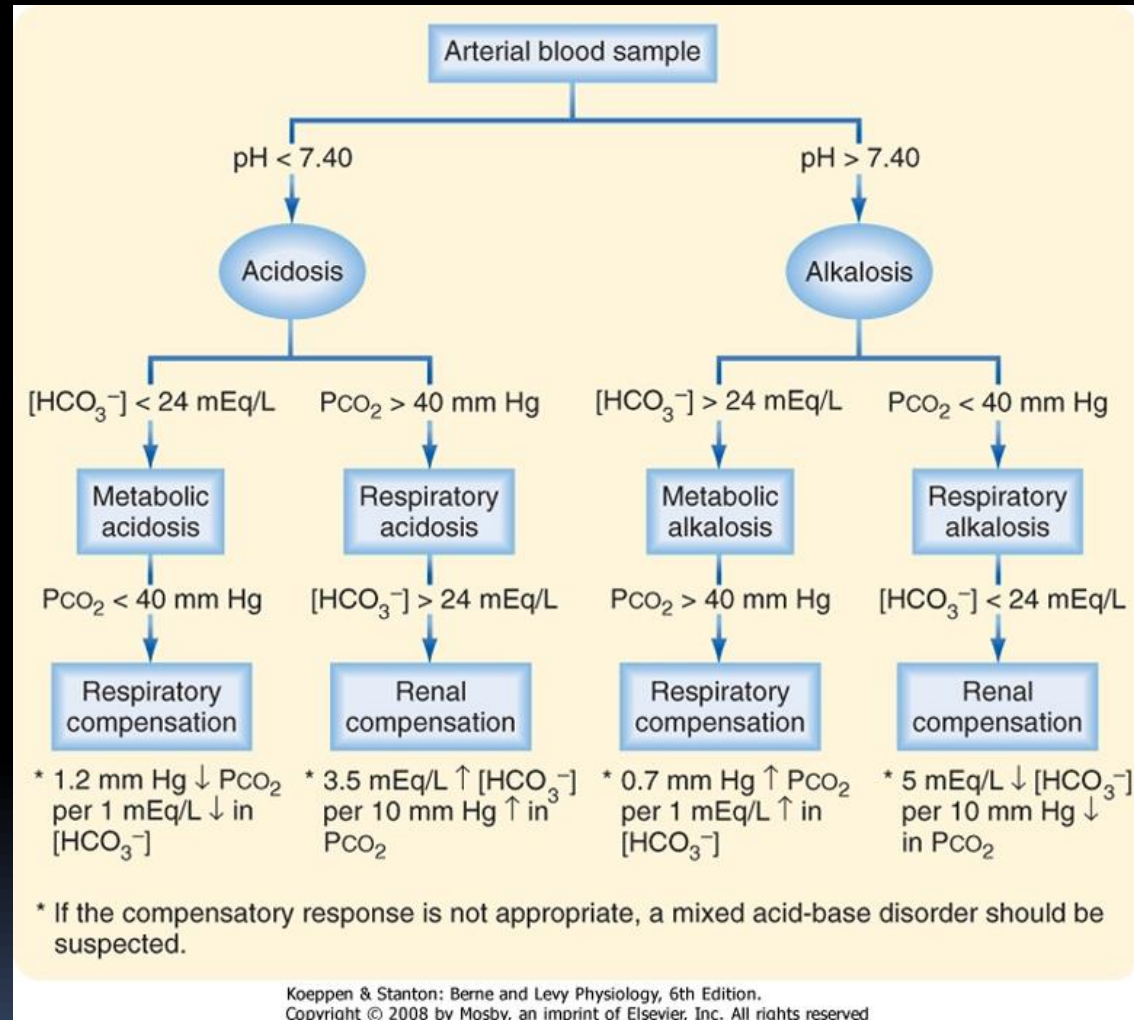 Arterial blood sample
pH < 7.40
pH > 7.40
Acidosis
Alkalosis
[HCO₃⁻] < 24 mEq/L
PCO₂ > 40 mm Hg
[HCO₃⁻] > 24 mEq/L
PCO₂ < 40 mm Hg
Metabolic
acidosis
Respiratory
acidosis
Metabolic
alkalosis
Respiratory
alkalosis
PCO₂ < 40 mm Hg
[HCO₃⁻] > 24 mEq/L
PCO₂ > 40 mm Hg
[HCO₃⁻] < 24 mEq/L
Respiratory
compensation
Renal
compensation
Respiratory
compensation
Renal
compensation
* 1.2 mm Hg ↓ PCO₂
per 1 mEq/L ↓ in
[HCO₃⁻]
* 3.5 mEq/L ↑ [HCO₃⁻]
per 10 mm Hg ↑ in
PCO₂
* 0.7 mm Hg ↑ PCO₂
per 1 mEq/L ↑ in
[HCO₃⁻]
* 5 mEq/L ↓ [HCO₃⁻]
per 10 mm Hg ↓
in PCO₂
* If the compensatory response is not appropriate, a mixed acid-base disorder should be
suspected.
Koeppen & Stanton: Berne and Levy Physiology, 6th Edition.
Copyright © 2008 by Mosby, an imprint of Elsevier, Inc. All rights reserved